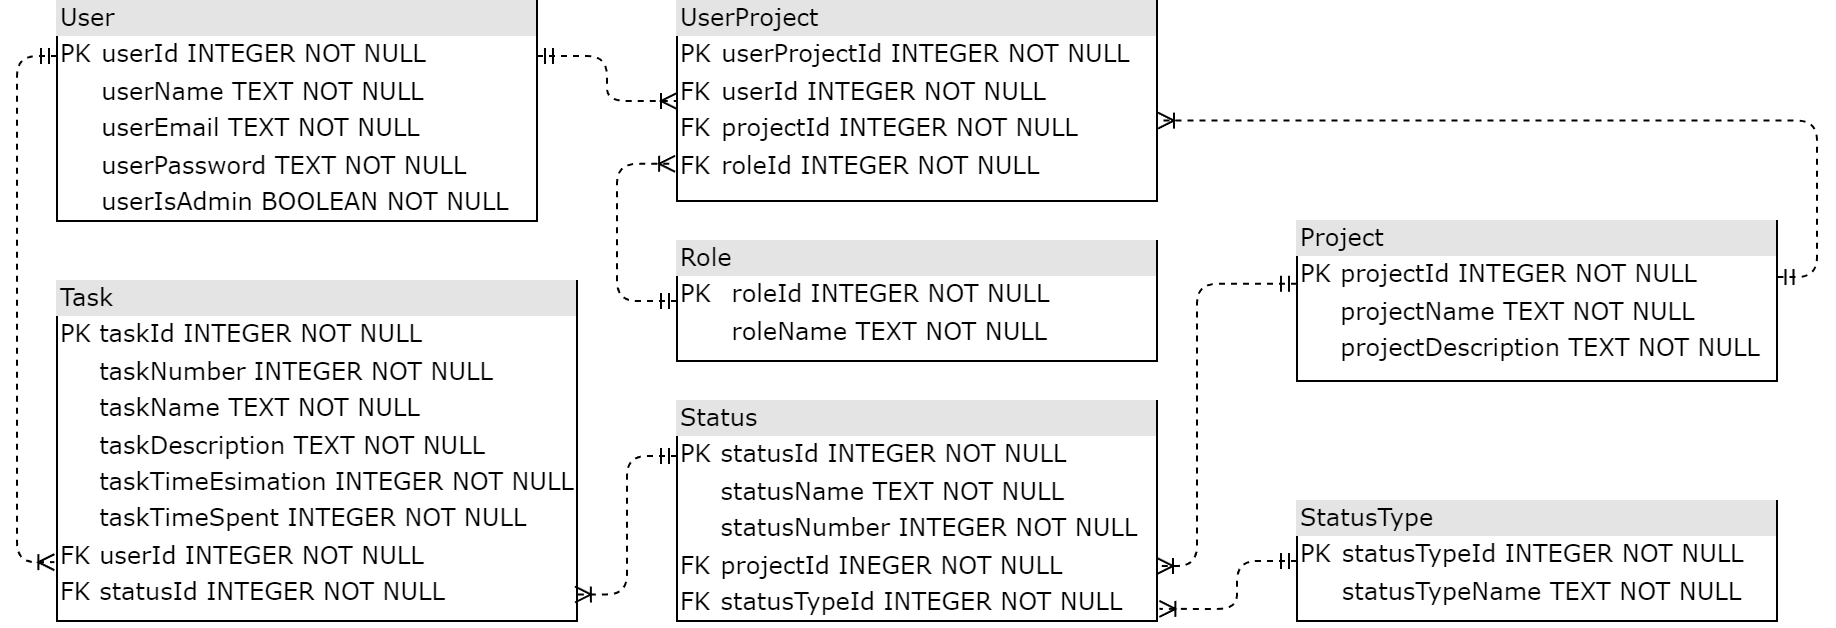 User
PK userId INTEGER NOT NULL
userName TEXT NOT NULL
userEmail TEXT NOT NULL
userPassword TEXT NOT NULL
userIsAdmin BOOLEAN NOT NULL
UserProject
PK userProjectId INTEGER NOT NULL
FK userId INTEGER NOT NULL
FK projectId INTEGER NOT NULL
FK roleId INTEGER NOT NULL
Role
PK roleId INTEGER NOT NULL
roleName TEXT NOT NULL
Project
PK projectId INTEGER NOT NULL
projectName TEXT NOT NULL
projectDescription TEXT NOT NULL
Task
PK taskId INTEGER NOT NULL
taskNumber INTEGER NOT NULL
taskName TEXT NOT NULL
taskDescription TEXT NOT NULL
taskTimeEsimation INTEGER NOT NULL
taskTimeSpent INTEGER NOT NULL
FK userId INTEGER NOT NULL
FK statusId INTEGER NOT NULL
Status
PK statusId INTEGER NOT NULL
statusName TEXT NOT NULL
statusNumber INTEGER NOT NULL
FK projectId INEGER NOT NULL
FK statusTypeId INTEGER NOT NULL
StatusType
PK statusTypeId INTEGER NOT NULL
statusTypeName TEXT NOT NULL